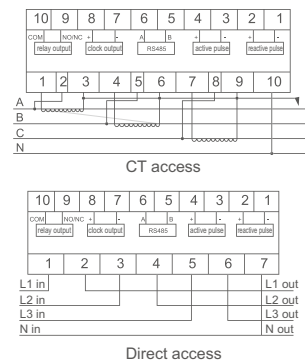 10 9 8 7 6 5 4 3 2 1
COM NO/NC + - A B + - + -
relay output clock output RS485 active pulse reactive pulse
1 2 3 4 5 6 7 8 9 10
A
B
C
N
CT access
10 9 8 7 6 5 4 3 2 1
COM NO/NC + - A B + - + -
relay output clock output RS485 active pulse reactive pulse
1 2 3 4 5 6 7
L1 in L1 out
L2 in L2 out
L3 in L3 out
N in N out
Direct access